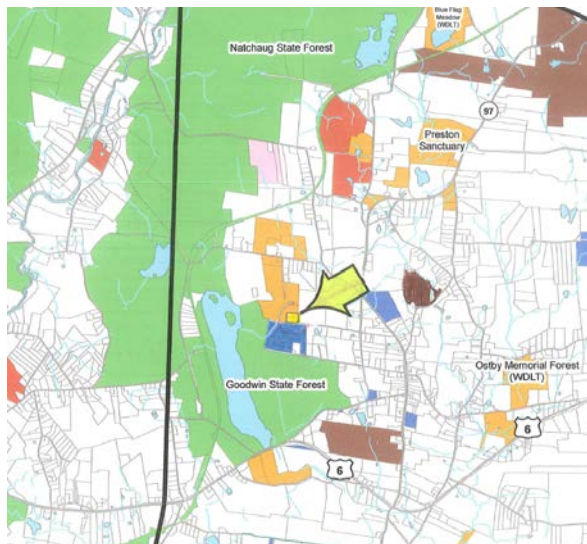 Blue Flag
Meadow
(WDLT)
Natchaug State Forest
97
Preston
Sanctuary
Ostby Memorial Forest
(WDLT)
Goodwin State Forest
6
6